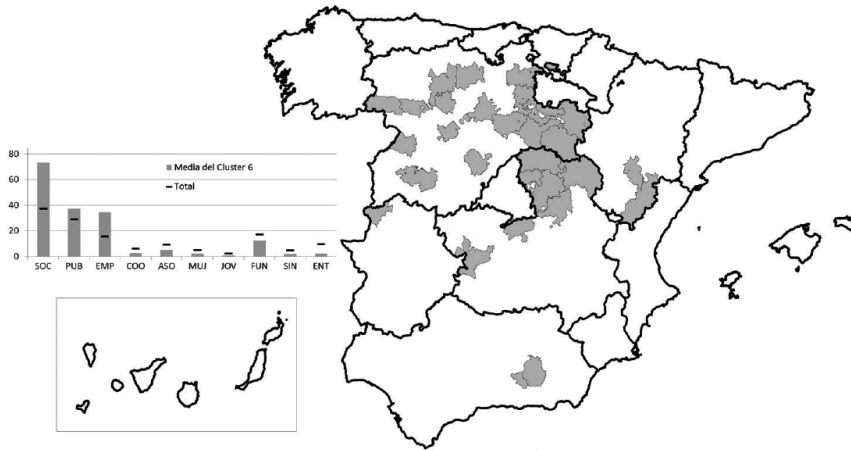 80
60
40
20
0
Media del Cluster 6
Total
SOC PUB EMP COO ASO MUJ JOV FUN SIN ENT